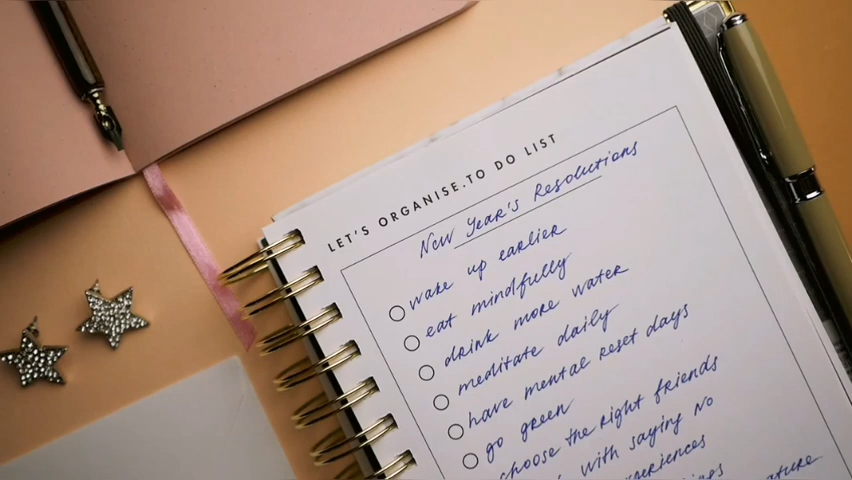 LET'S ORGANISE.TO DO LIST
New Year's Resolutions
wake up earlier
eat mindfully
drink more water
meditate daily
have mental reset days
go green
choose the right friends
with saying NO